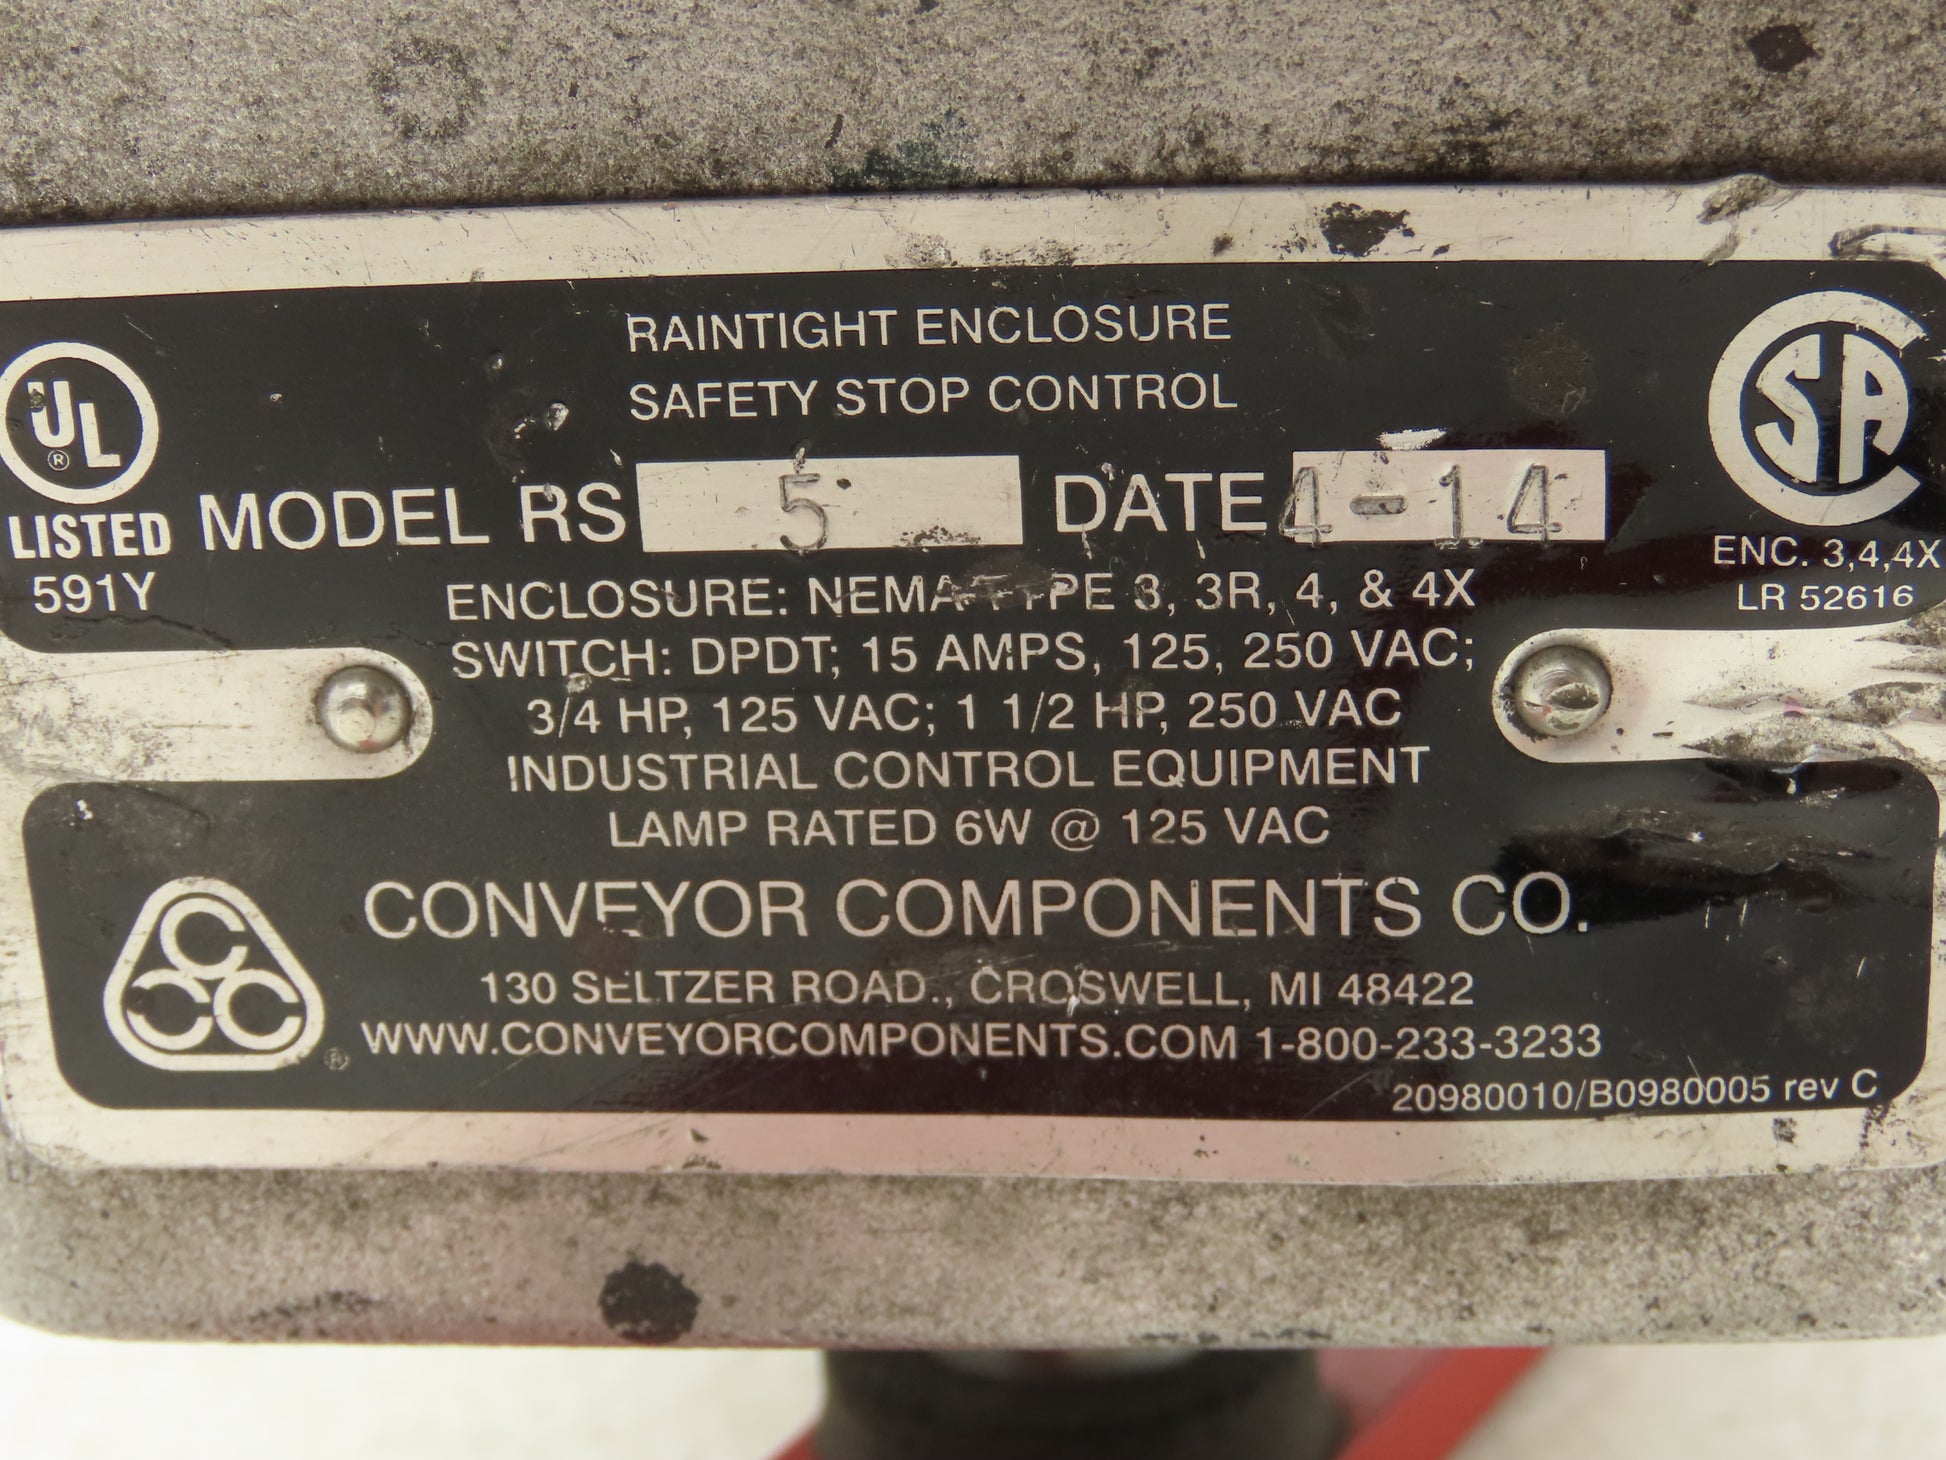 RAINTIGHT ENCLOSURE
SAFETY STOP CONTROL
UL
®
LISTED
591Y
MODEL RS 5 DATE 4-14
CSA
ENC. 3,4,4X
LR 52616
ENCLOSURE: NEMA TYPE 3, 3R, 4, & 4X
SWITCH: DPDT; 15 AMPS, 125, 250 VAC;
3/4 HP, 125 VAC; 1 1/2 HP, 250 VAC
INDUSTRIAL CONTROL EQUIPMENT
LAMP RATED 6W @ 125 VAC
CCC
®
CONVEYOR COMPONENTS CO.
130 SELTZER ROAD., CROSWELL, MI 48422
WWW.CONVEYORCOMPONENTS.COM 1-800-233-3233
20980010/B0980005 rev C